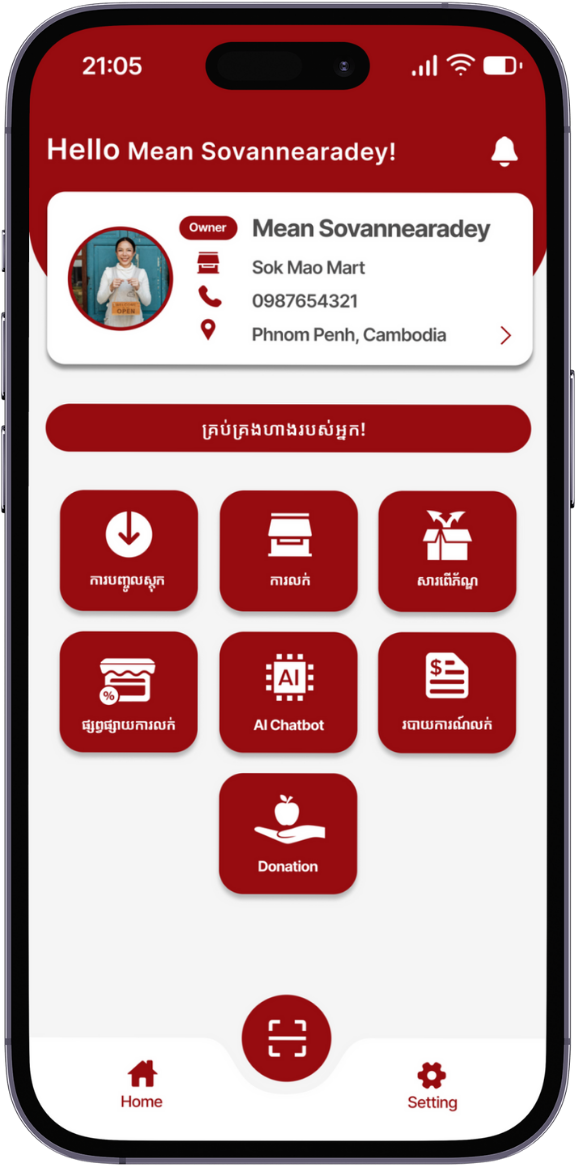 21:05
Hello Mean Sovannearadey!
Owner
Mean Sovannearadey
Sok Mao Mart
0987654321
Phnom Penh, Cambodia
OPEN
គ្រប់គ្រងហាងរបស់អ្នក!
ការបញ្ចូលស្តុក
ការលក់
សារពើភ័ណ្ឌ
%
AI
$
ផ្សព្វផ្សាយការលក់
AI Chatbot
របាយការណ៍លក់
Donation
Home
Setting